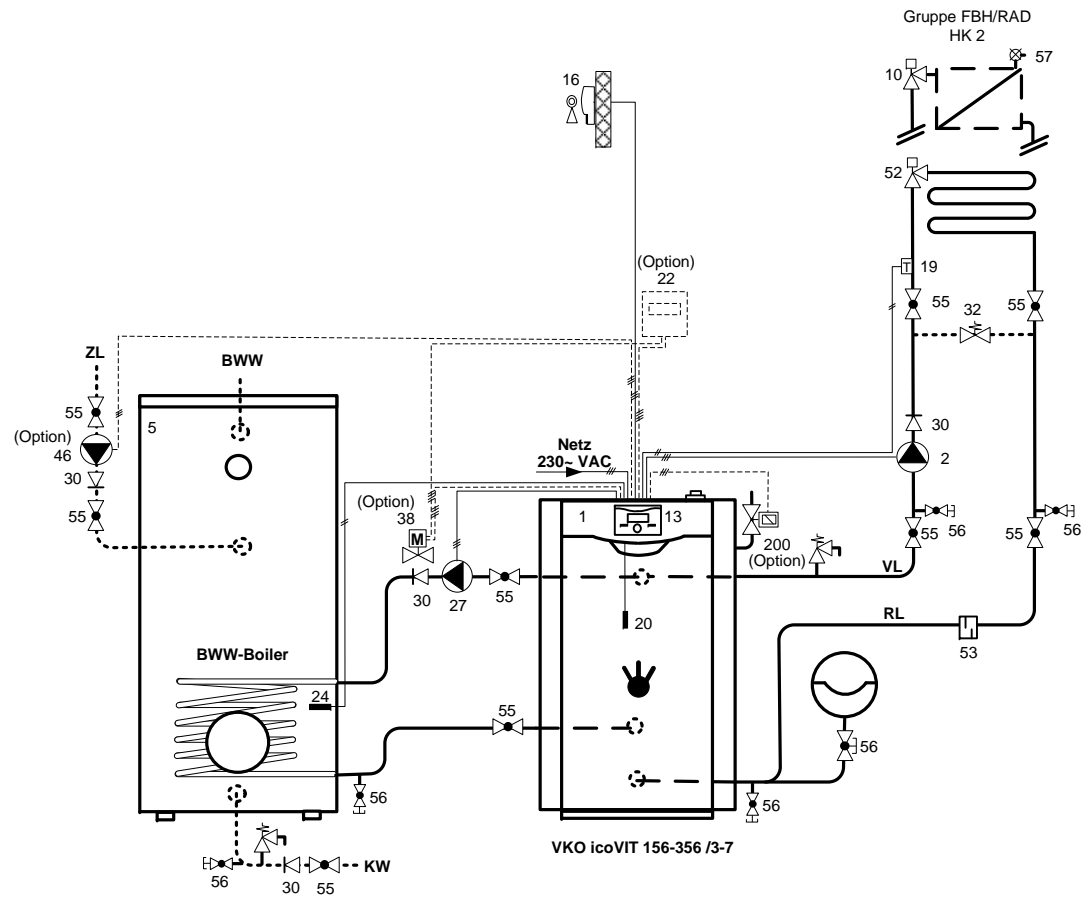 Gruppe FBH/RAD
HK 2
57
10
16
52
(Option)
22
T
19
55
32
55
ZL
BWW
55
5
(Option)
46
30
30
2
Netz
230~ VAC
55
(Option)
38
M
1
13
56
56
55
55
200
(Option)
VL
30
27
55
20
RL
53
BWW-Boiler
24
55
56
56
56
VKO icoVIT 156-356 /3-7
56
30
55
KW